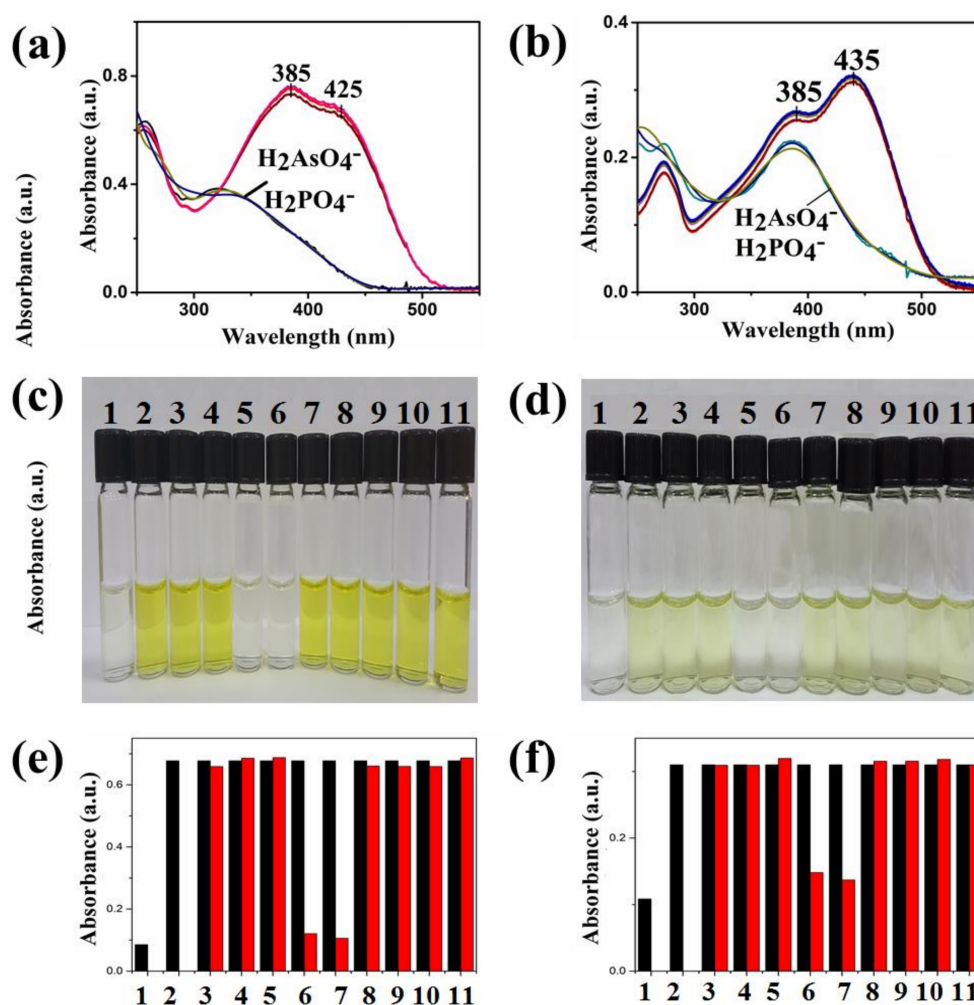 (a)
Absorbance (a.u.)
0.8
0.4
0.0
385
425
H₂AsO₄⁻
H₂PO₄⁻
300
400
500
Wavelength (nm)
(b)
Absorbance (a.u.)
0.4
0.2
0.0
385
435
H₂AsO₄⁻
H₂PO₄⁻
300
400
500
Wavelength (nm)
Absorbance (a.u.)
(c)
1 2 3 4 5 6 7 8 9 10 11
(d)
1 2 3 4 5 6 7 8 9 10 11
Absorbance (a.u.)
(e)
Absorbance (a.u.)
0.6
0.2
0.0
1 2 3 4 5 6 7 8 9 10 11
(f)
Absorbance (a.u.)
0.2
0.0
1 2 3 4 5 6 7 8 9 10 11